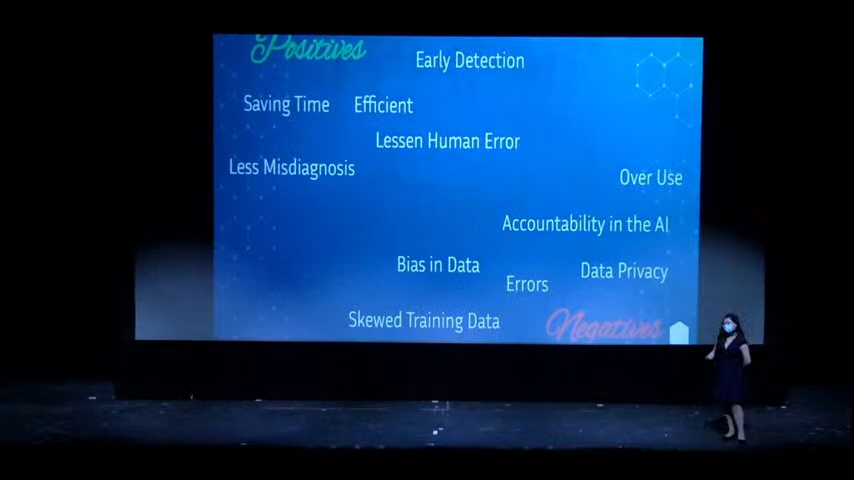 Positives
Early Detection
Saving Time
Efficient
Lessen Human Error
Less Misdiagnosis
Over Use
Accountability in the AI
Bias in Data
Data Privacy
Errors
Skewed Training Data
Negatives